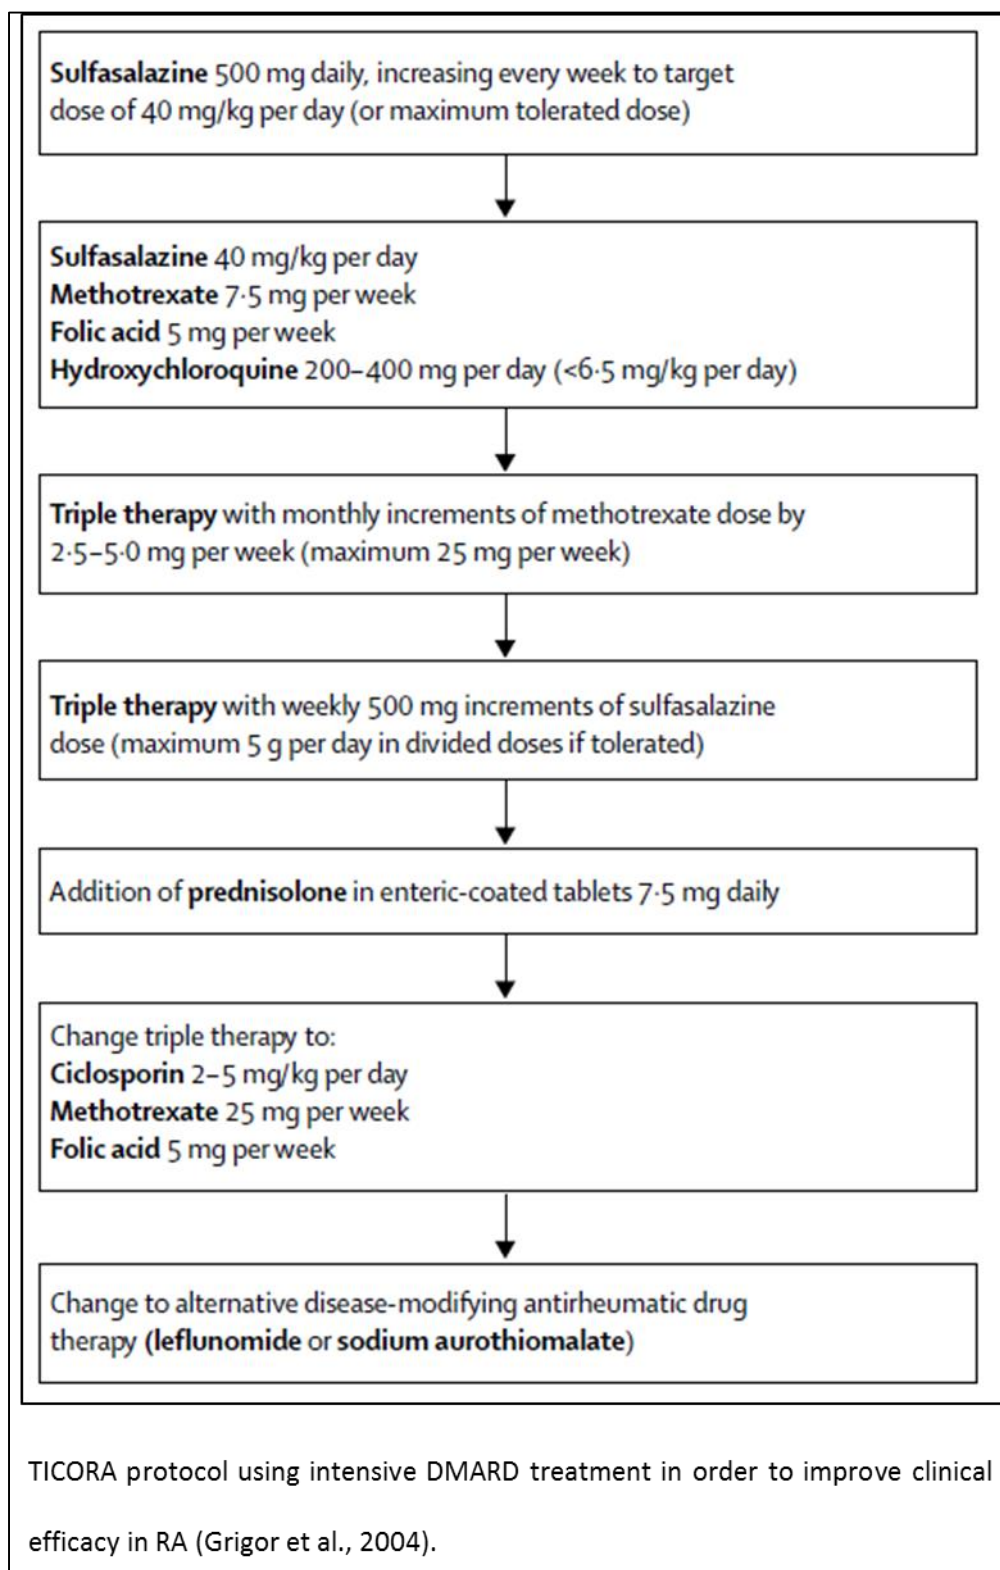 Sulfasalazine 500 mg daily, increasing every week to target
dose of 40 mg/kg per day (or maximum tolerated dose)
Sulfasalazine 40 mg/kg per day
Methotrexate 7·5 mg per week
Folic acid 5 mg per week
Hydroxychloroquine 200–400 mg per day (<6·5 mg/kg per day)
Triple therapy with monthly increments of methotrexate dose by
2·5–5·0 mg per week (maximum 25 mg per week)
Triple therapy with weekly 500 mg increments of sulfasalazine
dose (maximum 5 g per day in divided doses if tolerated)
Addition of prednisolone in enteric-coated tablets 7·5 mg daily
Change triple therapy to:
Ciclosporin 2–5 mg/kg per day
Methotrexate 25 mg per week
Folic acid 5 mg per week
Change to alternative disease-modifying antirheumatic drug
therapy (leflunomide or sodium aurothiomalate)
TICORA protocol using intensive DMARD treatment in order to improve clinical
efficacy in RA (Grigor et al., 2004).